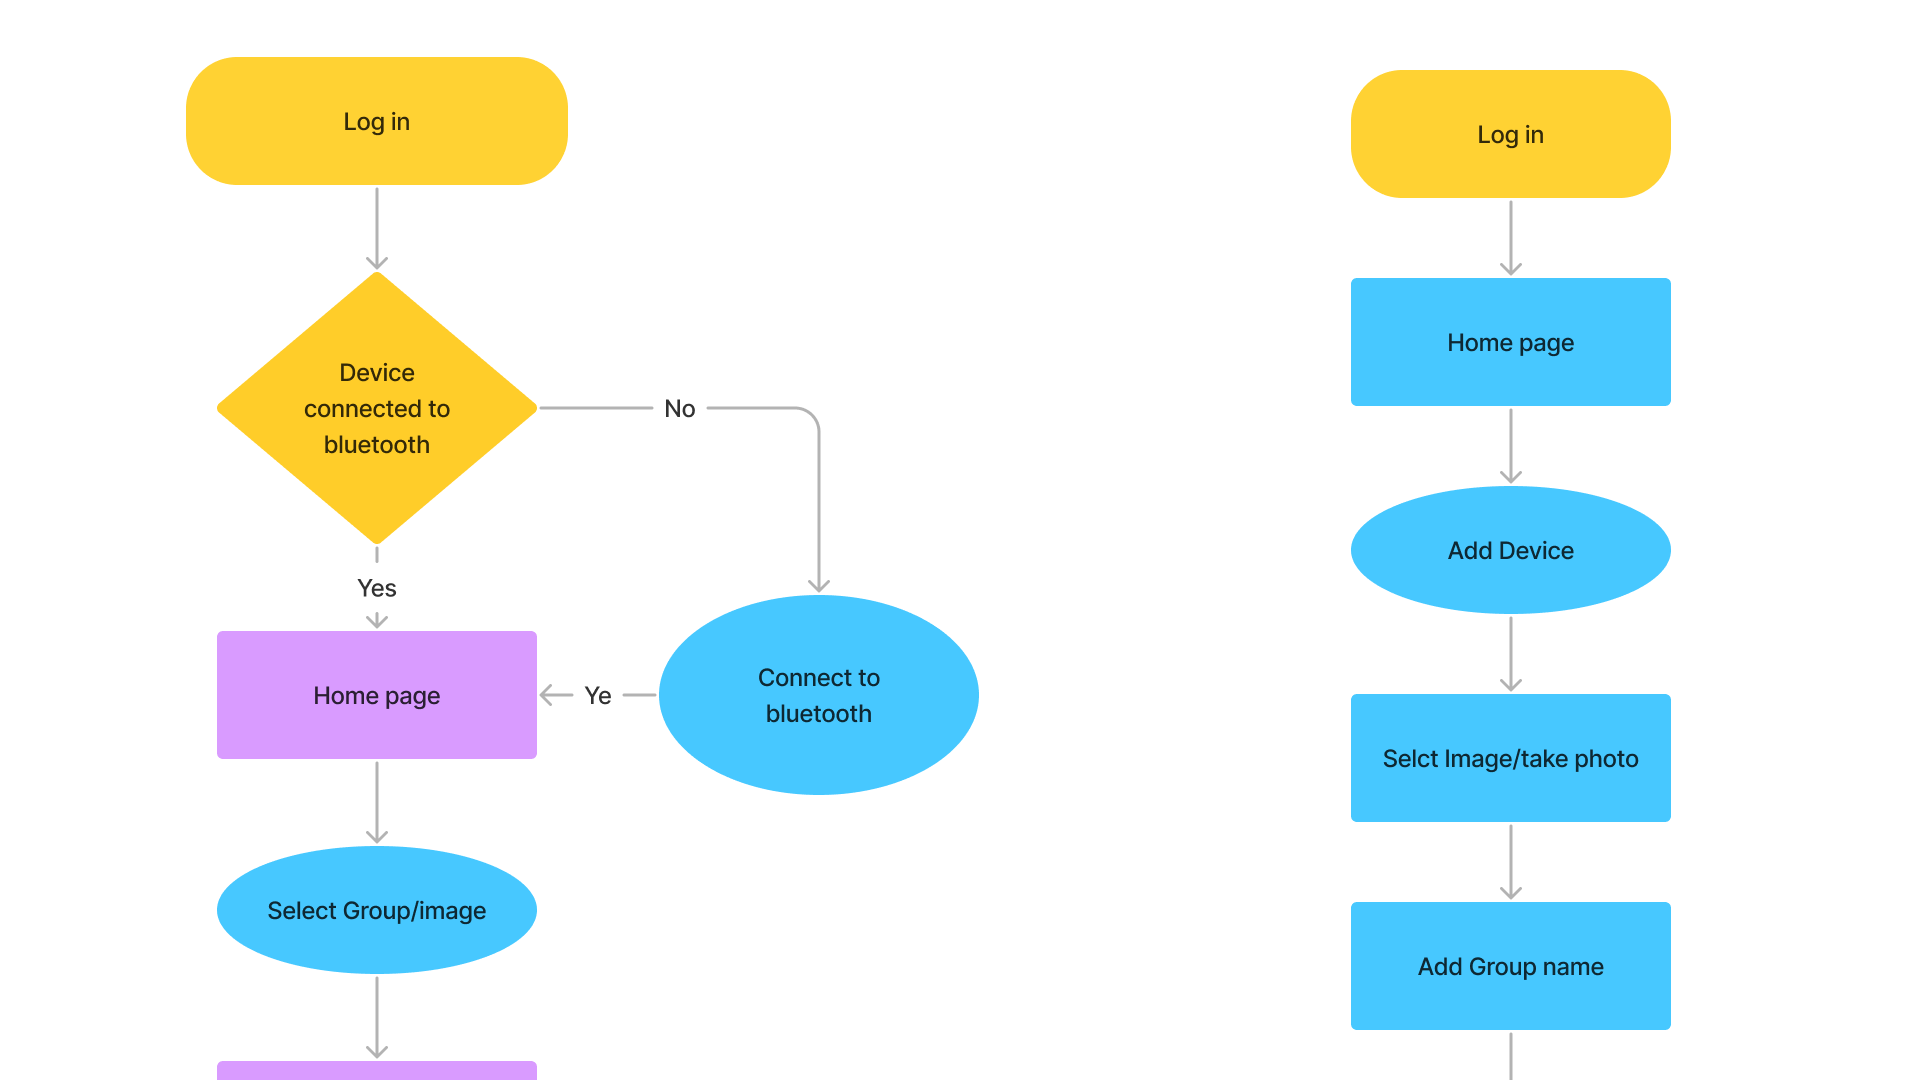 Log in
Device
connected to
bluetooth
No
Yes
Home page
Ye
Connect to
bluetooth
Select Group/image
Log in
Home page
Add Device
Selct Image/take photo
Add Group name